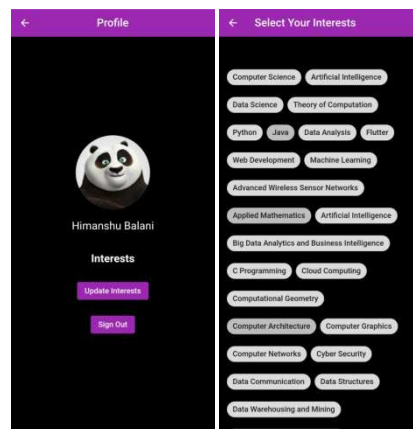 Profile
Himanshu Balani
Interests
Update Interests
Sign Out
Select Your Interests
Computer Science Artificial Intelligence
Data Science Theory of Computation
Python Java Data Analysis Flutter
Web Development Machine Learning
Advanced Wireless Sensor Networks
Applied Mathematics Artificial Intelligence
Big Data Analytics and Business Intelligence
C Programming Cloud Computing
Computational Geometry
Computer Architecture Computer Graphics
Computer Networks Cyber Security
Data Communication Data Structures
Data Warehousing and Mining